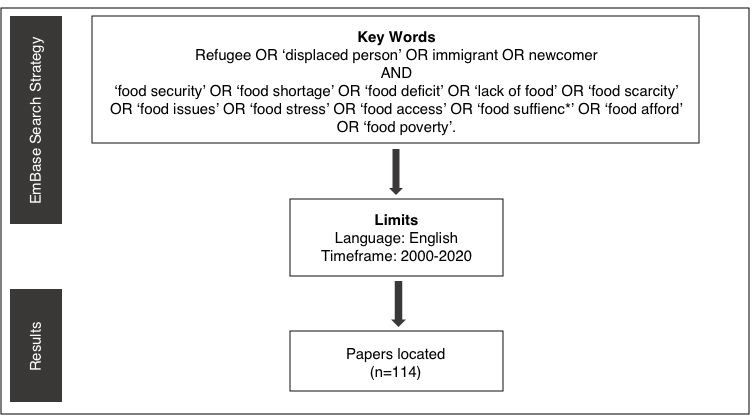 EmBase Search Strategy
Key Words
Refugee OR ‘displaced person’ OR immigrant OR newcomer
AND
‘food security’ OR ‘food shortage’ OR ‘food deficit’ OR ‘lack of food’ OR ‘food scarcity’
OR ‘food issues’ OR ‘food stress’ OR ‘food access’ OR ‘food suffienc*’ OR ‘food afford’
OR ‘food poverty’.
Limits
Language: English
Timeframe: 2000-2020
Results
Papers located
(n=114)